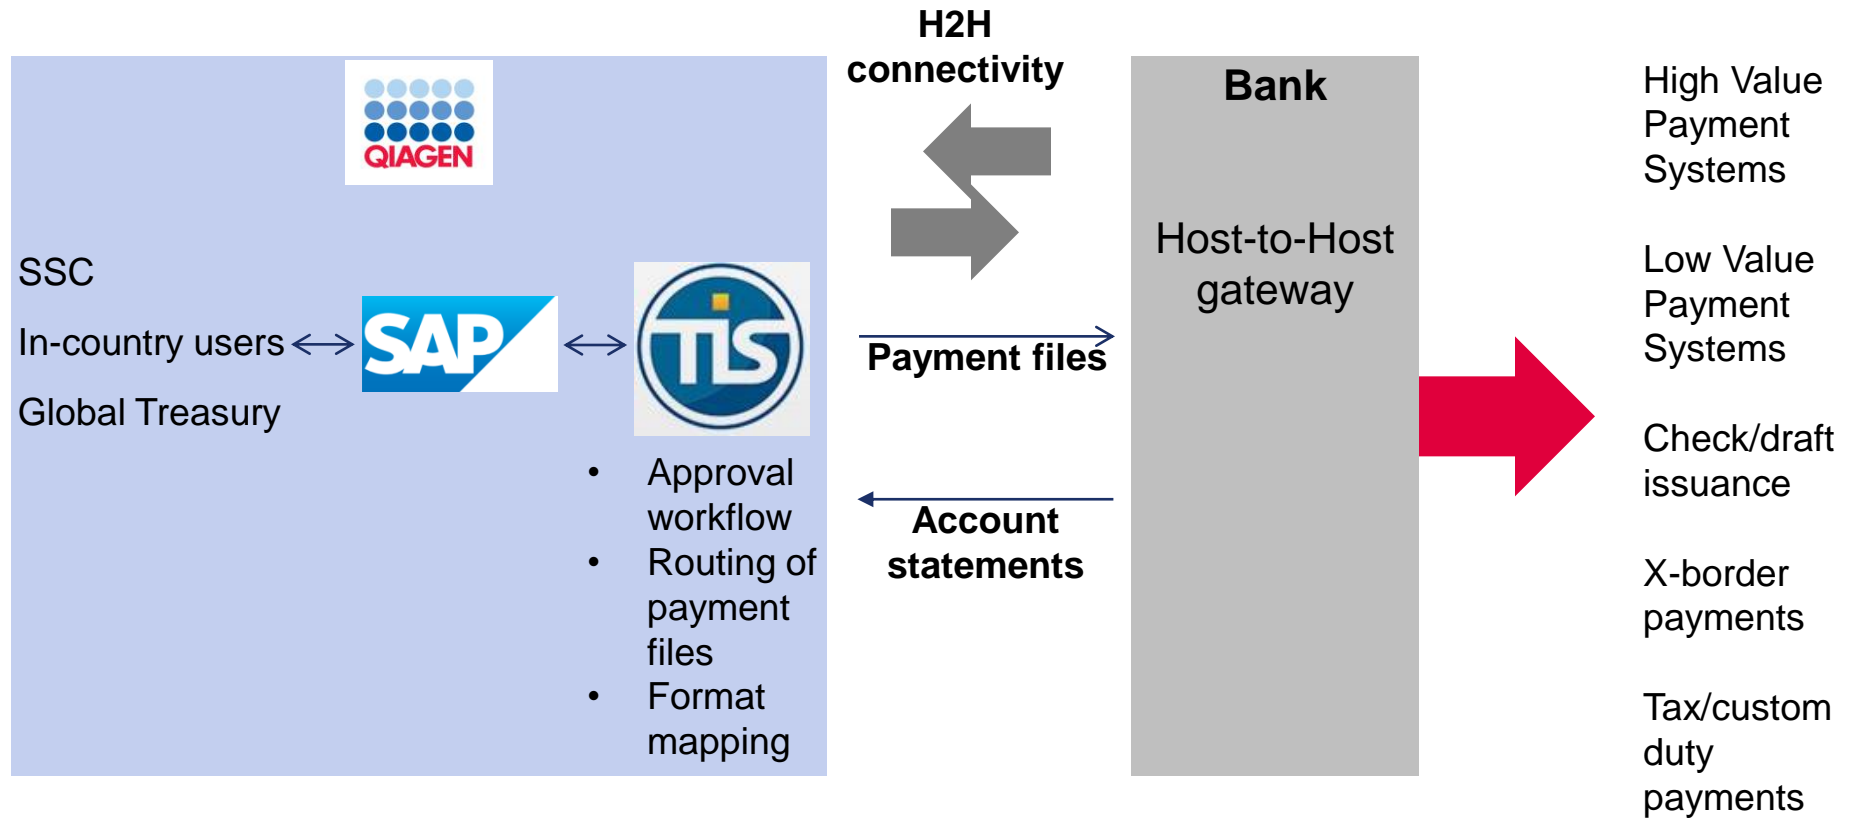 H2H
connectivity
QIAGEN
SSC
In-country users
Global Treasury
SAP
TIS
• Approval
workflow
• Routing of
payment
files
• Format
mapping
Payment files
Account
statements
Bank
Host-to-Host
gateway
High Value
Payment
Systems
Low Value
Payment
Systems
Check/draft
issuance
X-border
payments
Tax/custom
duty
payments